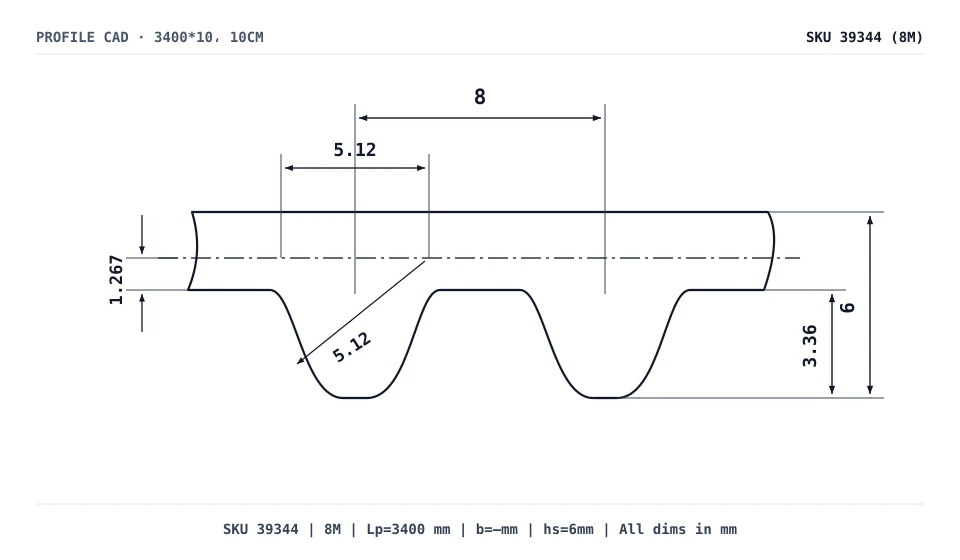 PROFILE CAD · 3400*10، 10CM
SKU 39344 (8M)
8
5.12
1.267
5.12
3.36
6
SKU 39344 | 8M | Lp=3400 mm | b=—mm | hs=6mm | All dims in mm